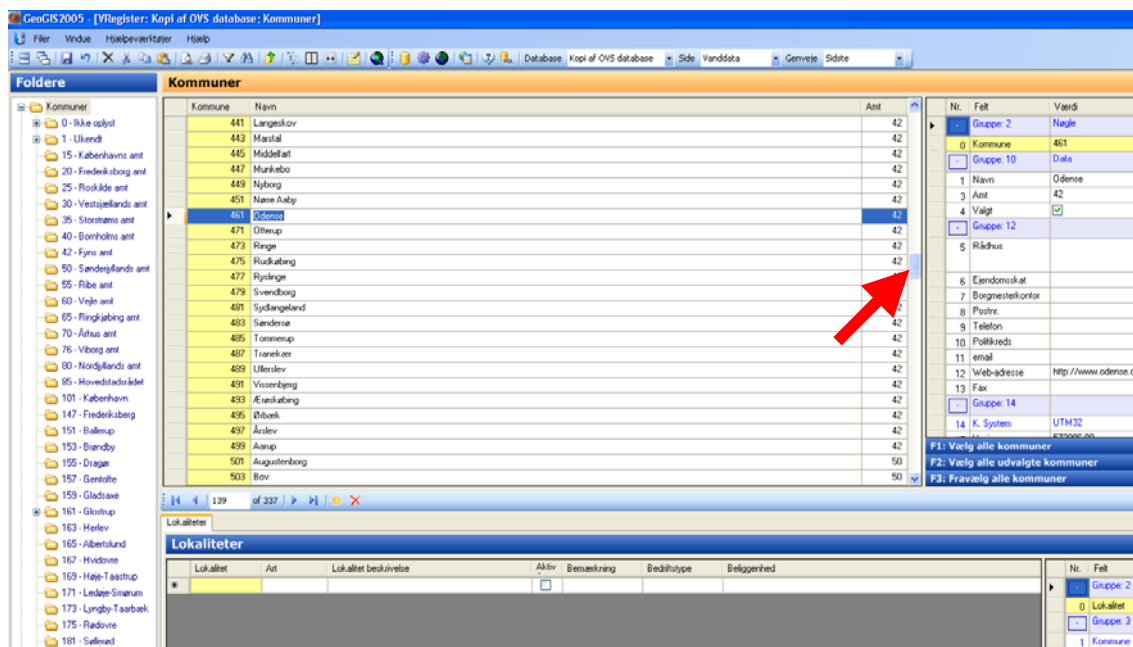 GeoGIS2005 - [VRegister: Kopi af OVS database; Kommuner]
Filer Vindue Hjælpeværktøjer Hjælp
Database Kopi af OVS database Side Vanddata Genveje Sidste
Foldere
Kommuner
0 - Ikke oplyst
1 - Ukendt
15 - Københavns amt
20 - Frederiksborg amt
25 - Roskilde amt
30 - Vestsjællands amt
35 - Storstrøms amt
40 - Bornholms amt
42 - Fyns amt
50 - Sønderjyllands amt
55 - Ribe amt
60 - Vejle amt
65 - Ringkjøbing amt
70 - Århus amt
76 - Viborg amt
80 - Nordjyllands amt
85 - Hovedstadsrådet
101 - København
147 - Frederiksberg
151 - Ballerup
153 - Brøndby
155 - Dragør
157 - Gentofte
159 - Gladsaxe
161 - Glostrup
163 - Herlev
165 - Albertslund
167 - Hvidovre
169 - Høje-Taastrup
171 - Ledøje-Smørum
173 - Lyngby-Taarbæk
175 - Rødovre
181 - Søllerød
Kommuner
Kommune Navn Amt
441 Langeskov 42
443 Marstal 42
445 Middelfart 42
447 Munkebo 42
449 Nyborg 42
451 Nørre Aaby 42
461 Odense 42
471 Otterup 42
473 Ringe 42
475 Rudkøbing 42
477 Ryslinge
479 Svendborg
481 Sydlangeland
483 Søndersø 42
485 Tommerup 42
487 Tranekær 42
489 Ullerslev 42
491 Vissenbjerg 42
493 Ærøskøbing 42
495 Ørbæk 42
497 Årslev 42
499 Aarup 42
501 Augustenborg 50
503 Bov 50
139 of 337
Nr. Felt Værdi
Gruppe: 2 Nøgle
0 Kommune 461
Gruppe: 10 Data
1 Navn Odense
3 Amt 42
4 Valgt
Gruppe: 12
5 Rådhus
6 Ejendomsskat
7 Borgmesterkontor
8 Postnr.
9 Telefon
10 Politikreds
11 email
12 Web-adresse http://www.odense.
13 Fax
Gruppe: 14
14 K. System UTM32
F1: Vælg alle kommuner
F2: Vælg alle udvalgte kommuner
F3: Fravælg alle kommuner
Lokaliteter
Lokaliteter
Lokalitet Art Lokalitet beskrivelse Aktiv Bemærkning Bedriftstype Beliggenhed
Nr. Felt
Gruppe: 2
0 Lokalitet
Gruppe: 3
1 Kommune